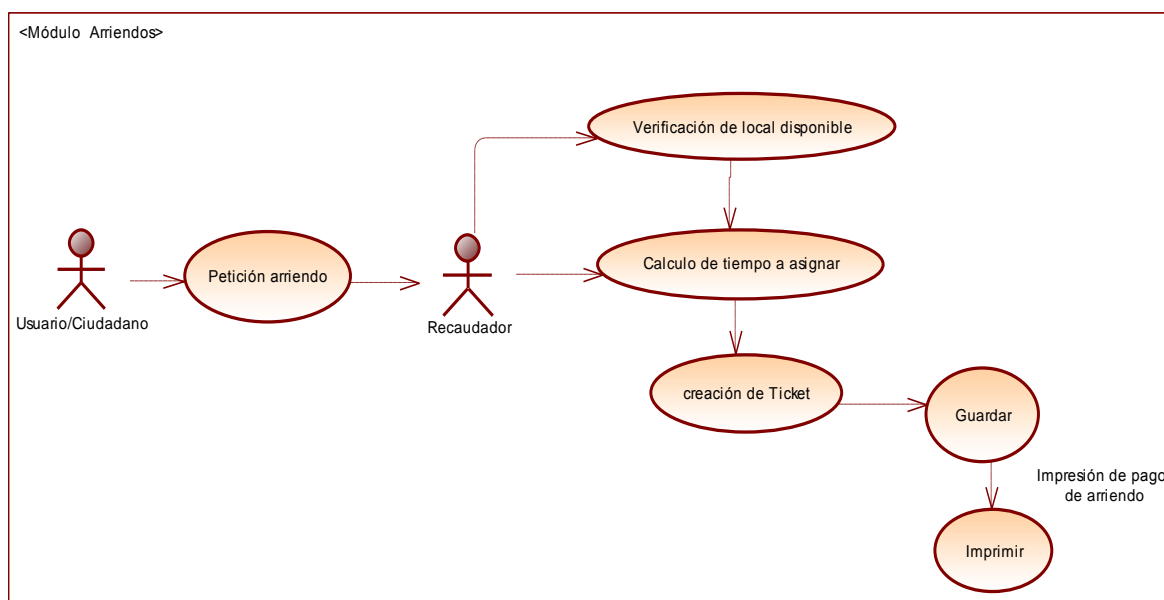 <Módulo Arriendos>
Verificación de local disponible
Usuario/Ciudadano
Petición arriendo
Recaudador
Calculo de tiempo a asignar
creación de Ticket
Guardar
Impresión de pago
de arriendo
Imprimir